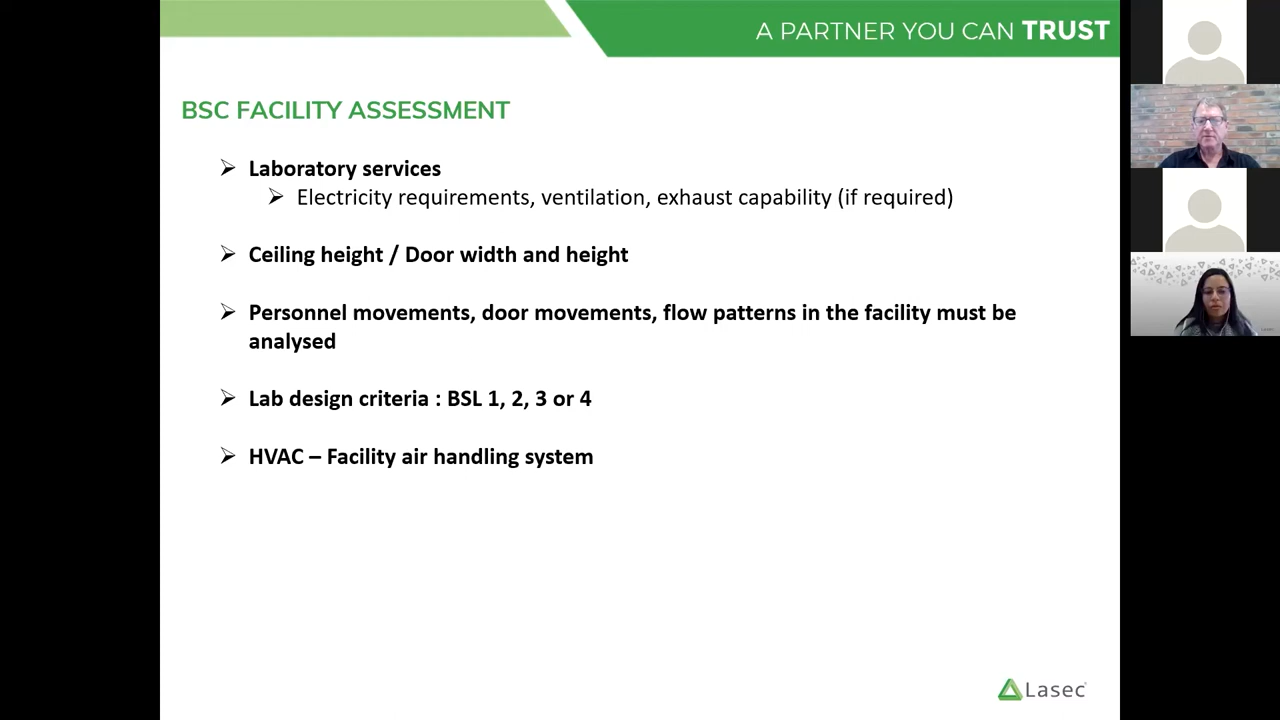 A PARTNER YOU CAN TRUST
BSC FACILITY ASSESSMENT
Laboratory services
Electricity requirements, ventilation, exhaust capability (if required)
Ceiling height / Door width and height
Personnel movements, door movements, flow patterns in the facility must be
analysed
Lab design criteria : BSL 1, 2, 3 or 4
HVAC – Facility air handling system
Lasec